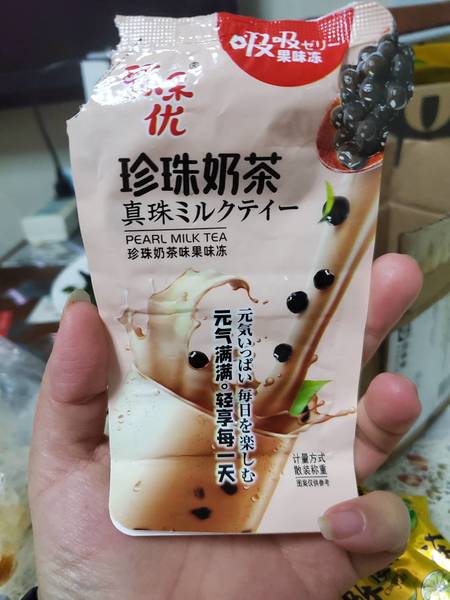 吸吸ゼリー
果味冻
®
优
珍珠奶茶
真珠ミルクティー
PEARL MILK TEA
珍珠奶茶味果味冻
元気いっぱい毎日を楽しむ
元气满满。轻享每一天
计量方式
散装称重
图案仅供参考